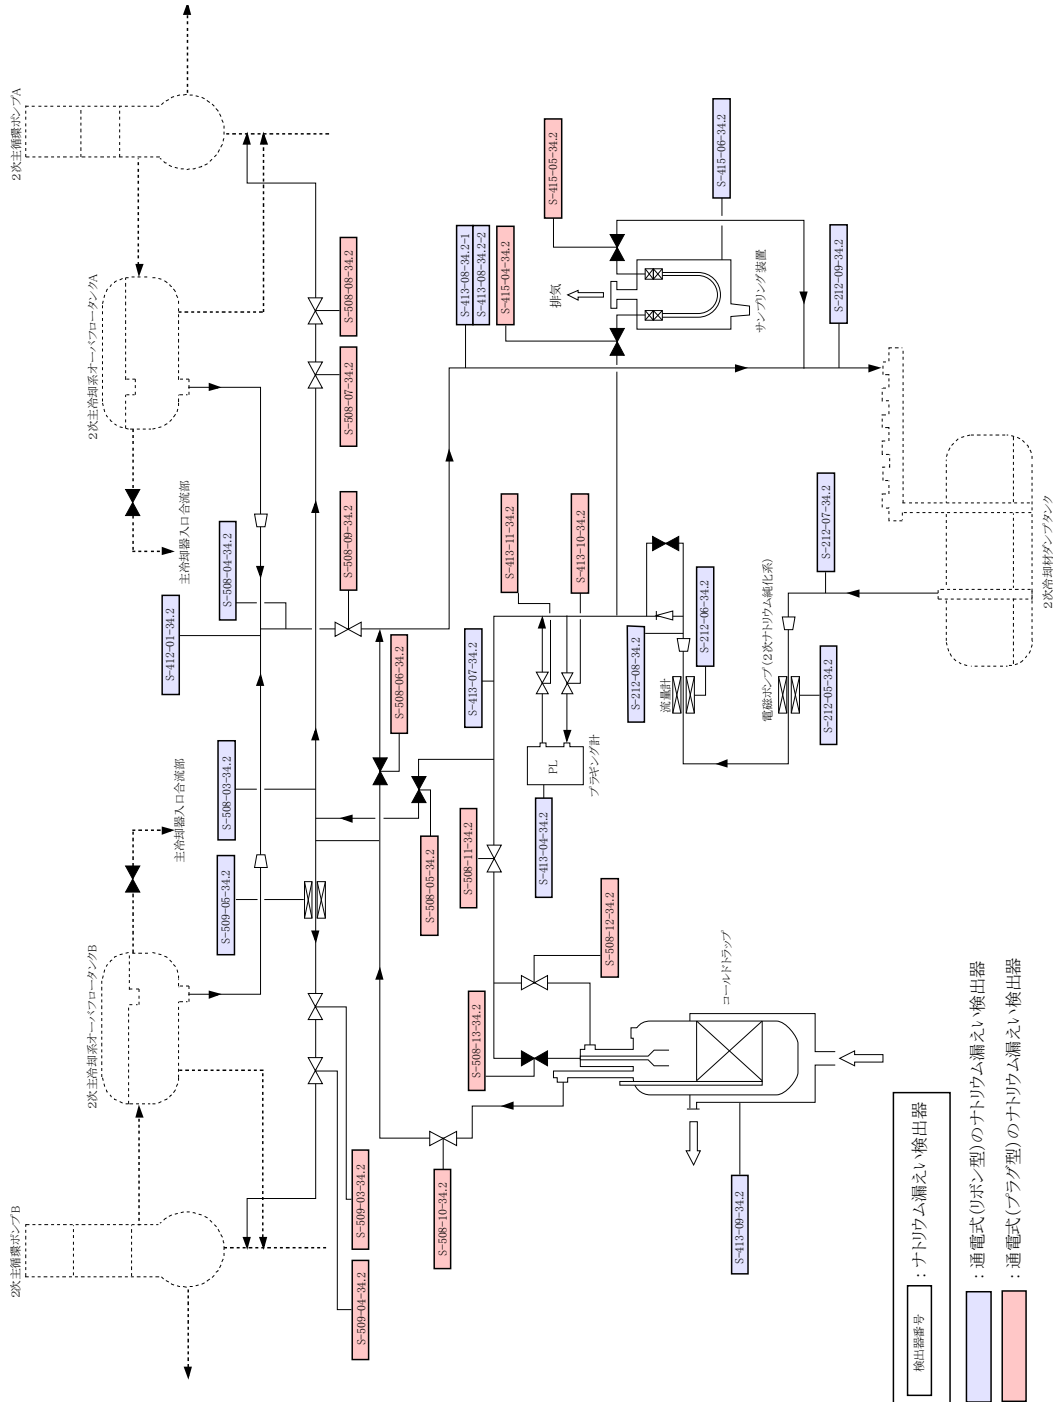 2次主循環ポンプA
2次主冷却系オーバフロータンクA
主冷却器入口合流部
S-508-08-34.2
S-508-07-34.2
S-508-09-34.2
S-508-04-34.2
S-412-01-34.2
S-413-08-34.2-1
S-413-08-34.2-2
S-415-04-34.2
S-415-05-34.2
S-415-06-34.2
排気
サンプリング装置
S-212-09-34.2
S-413-11-34.2
S-413-10-34.2
S-212-07-34.2
2次冷却材ダンプタンク
S-508-06-34.2
S-413-07-34.2
S-212-08-34.2
S-212-06-34.2
流量計
電磁ポンプ(2次ナトリウム純化系)
S-212-05-34.2
主冷却器入口合流部
S-508-03-34.2
S-509-05-34.2
S-508-05-34.2
S-508-11-34.2
PL
プラギング計
S-413-04-34.2
S-508-12-34.2
S-508-13-34.2
コールドトラップ
2次主冷却系オーバフロータンクB
2次主循環ポンプB
S-509-03-34.2
S-509-04-34.2
S-508-10-34.2
S-413-09-34.2
検出器番号 : ナトリウム漏えい検出器
: 通電式(リボン型)のナトリウム漏えい検出器
: 通電式(プラグ型)のナトリウム漏えい検出器